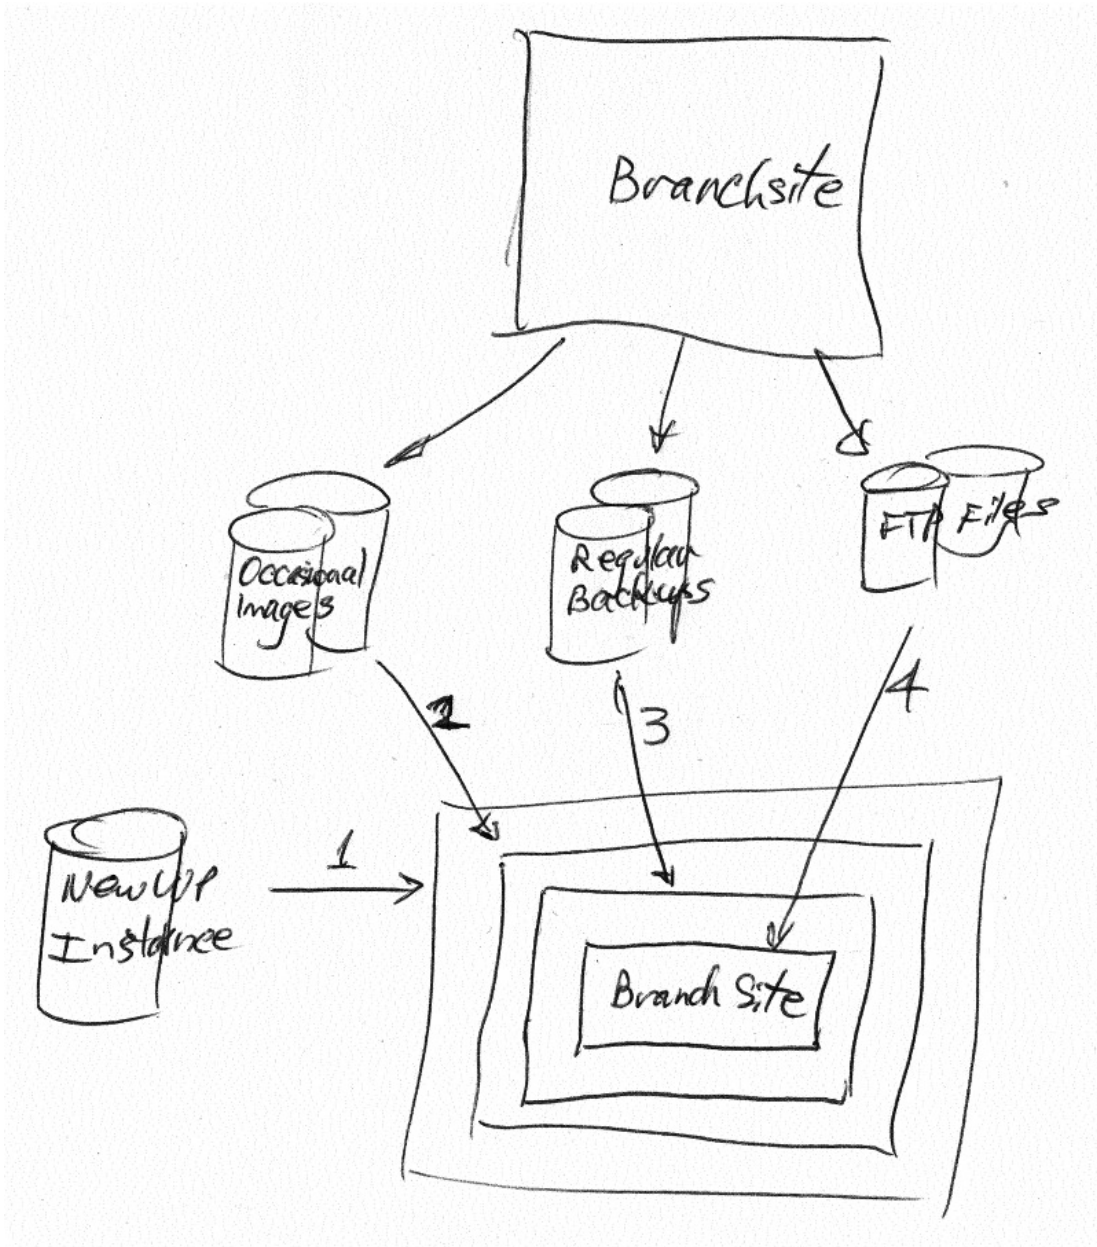 Branchsite
Occasional
Images
Regular
Backups
FTP Files
2
3
4
New WP
Instance
1
Branch Site